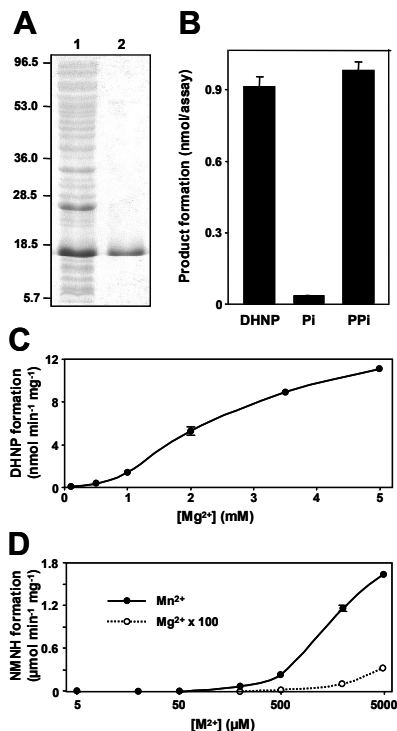 A
1 2
96.5
53.0
36.0
28.5
18.5
5.7
B
Product formation (nmol/assay)
0.9
0.6
0.3
0
DHNP Pi PPi
C
DHNP formation
(nmol min⁻¹ mg⁻¹)
12
8
4
0
0 1 2 3 4 5
[Mg²⁺] (mM)
D
NMNH formation
(µmol min⁻¹ mg⁻¹)
1.8
1.2
0.6
0
Mn²⁺
Mg²⁺ x 100
5 50 500 5000
[M²⁺] (µM)